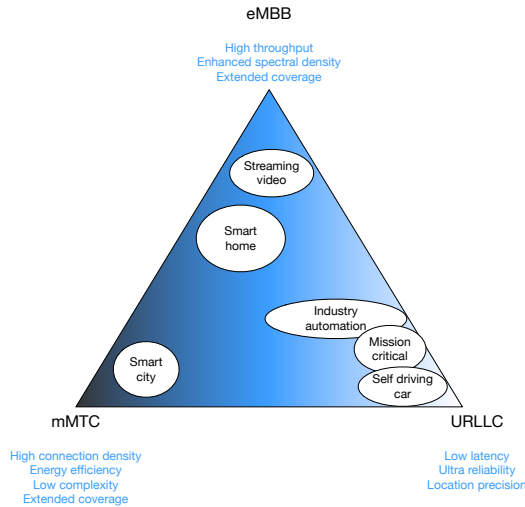 eMBB
High throughput
Enhanced spectral density
Extended coverage
Streaming
video
Smart
home
Industry
automation
Mission
critical
Smart
city
Self driving
car
mMTC
URLLC
High connection density
Energy efficiency
Low complexity
Extended coverage
Low latency
Ultra reliability
Location precision